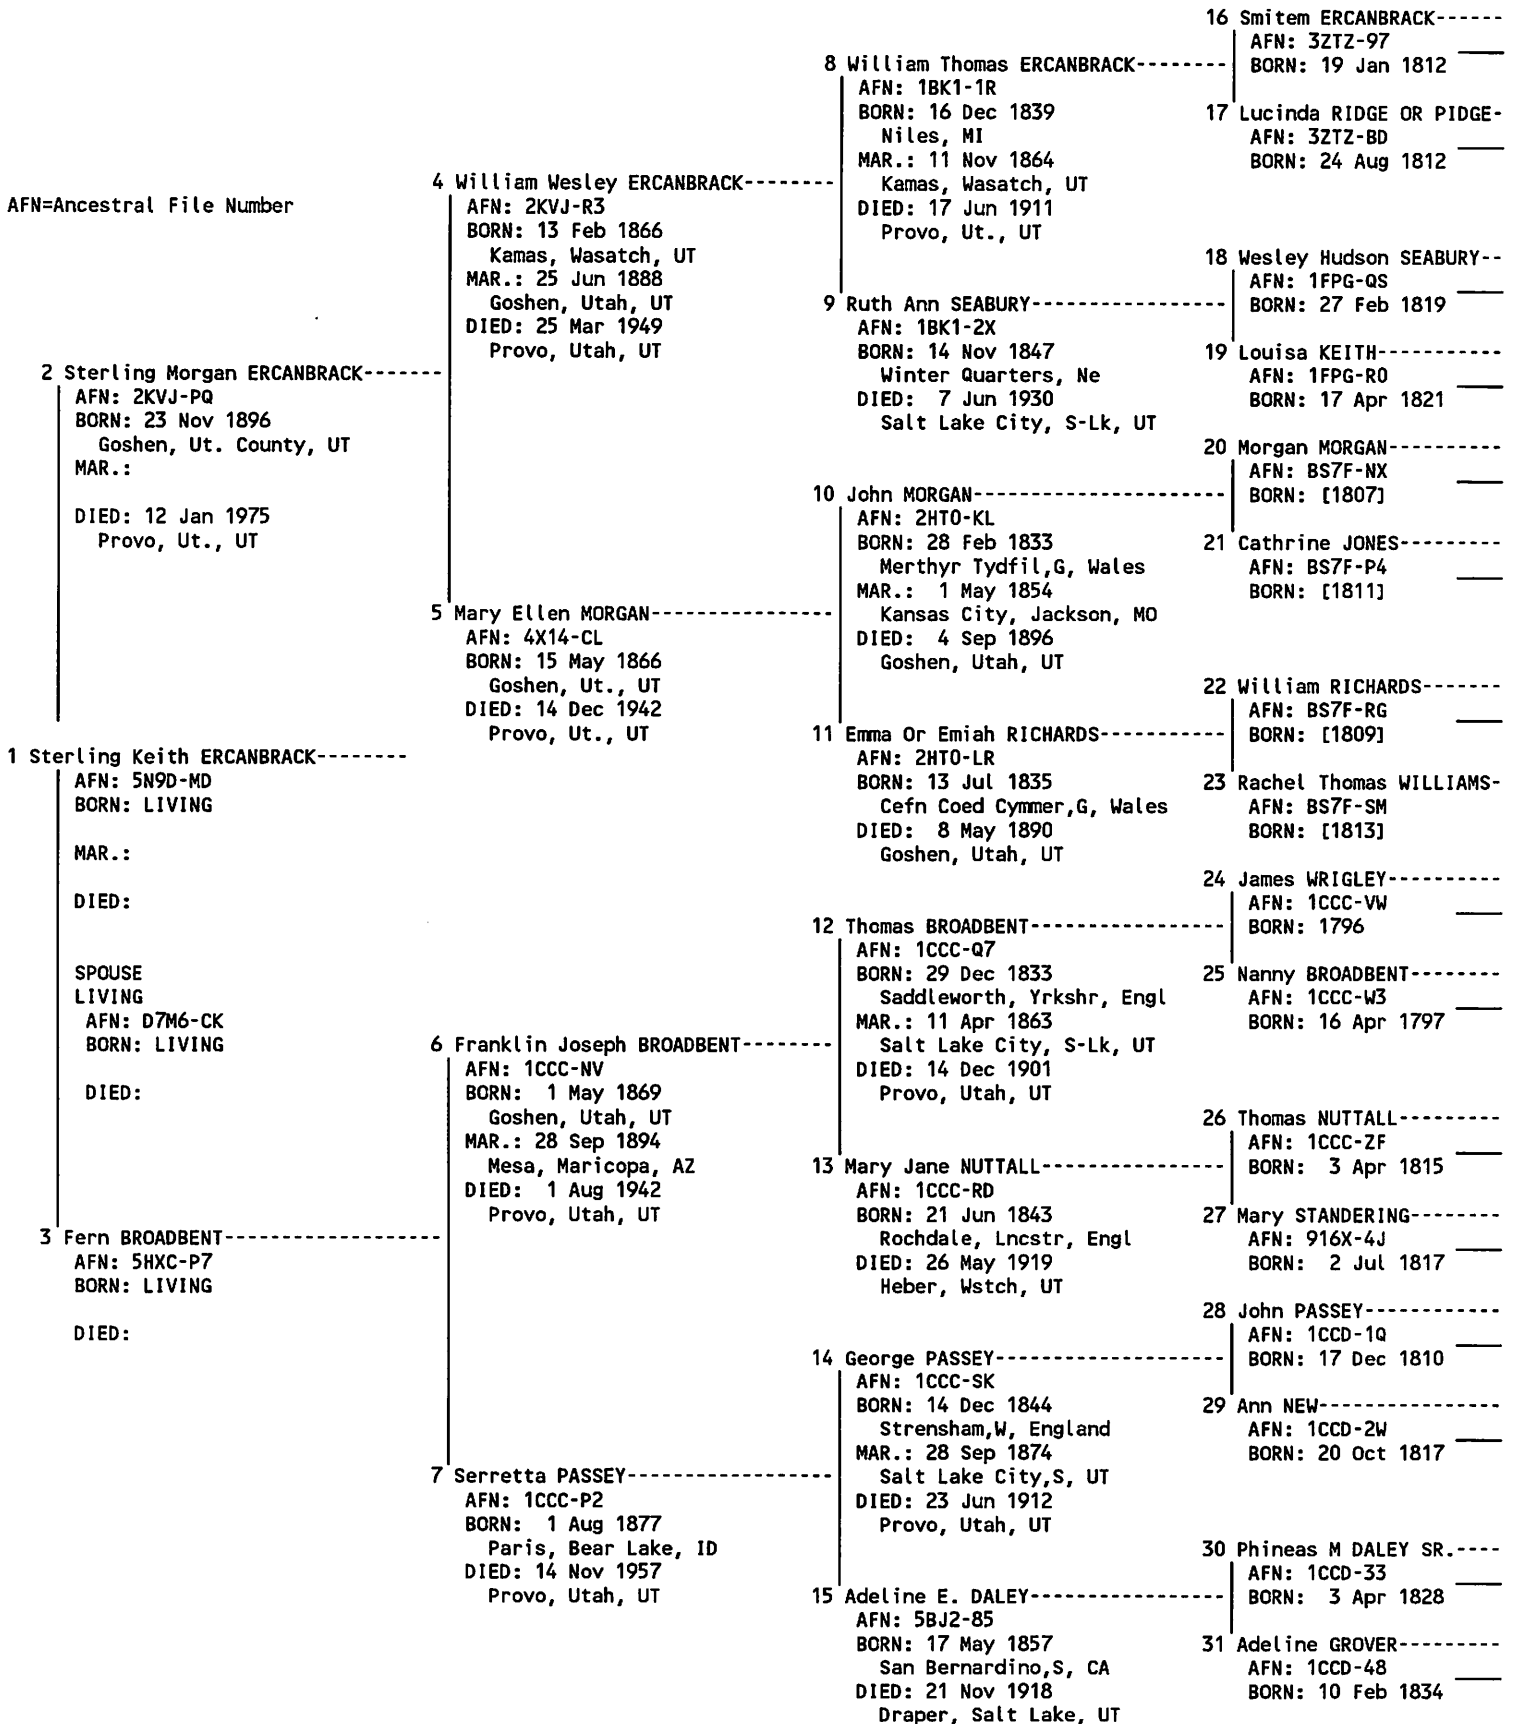 AFN=Ancestral File Number
1 Sterling Keith ERCANBRACK--------
AFN: 5N9D-MD
BORN: LIVING
MAR.:
DIED:
SPOUSE
LIVING
AFN: D7M6-CK
BORN: LIVING
DIED:
2 Sterling Morgan ERCANBRACK-------
AFN: 2KVJ-PQ
BORN: 23 Nov 1896
Goshen, Ut. County, UT
MAR.:
DIED: 12 Jan 1975
Provo, Ut., UT
3 Fern BROADBENT-------------------
AFN: 5HXC-P7
BORN: LIVING
DIED:
4 William Wesley ERCANBRACK--------
AFN: 2KVJ-R3
BORN: 13 Feb 1866
Kamas, Wasatch, UT
MAR.: 25 Jun 1888
Goshen, Utah, UT
DIED: 25 Mar 1949
Provo, Utah, UT
5 Mary Ellen MORGAN----------------
AFN: 4X14-CL
BORN: 15 May 1866
Goshen, Ut., UT
DIED: 14 Dec 1942
Provo, Ut., UT
6 Franklin Joseph BROADBENT--------
AFN: 1CCC-NV
BORN: 1 May 1869
Goshen, Utah, UT
MAR.: 28 Sep 1894
Mesa, Maricopa, AZ
DIED: 1 Aug 1942
Provo, Utah, UT
7 Serretta PASSEY------------------
AFN: 1CCC-P2
BORN: 1 Aug 1877
Paris, Bear Lake, ID
DIED: 14 Nov 1957
Provo, Utah, UT
8 William Thomas ERCANBRACK--------
AFN: 1BK1-1R
BORN: 16 Dec 1839
Niles, MI
MAR.: 11 Nov 1864
Kamas, Wasatch, UT
DIED: 17 Jun 1911
Provo, Ut., UT
9 Ruth Ann SEABURY-----------------
AFN: 1BK1-2X
BORN: 14 Nov 1847
Winter Quarters, Ne
DIED: 7 Jun 1930
Salt Lake City, S-Lk, UT
10 John MORGAN----------------------
AFN: 2HT0-KL
BORN: 28 Feb 1833
Merthyr Tydfil,G, Wales
MAR.: 1 May 1854
Kansas City, Jackson, MO
DIED: 4 Sep 1896
Goshen, Utah, UT
11 Emma Or Emiah RICHARDS-----------
AFN: 2HT0-LR
BORN: 13 Jul 1835
Cefn Coed Cymmer,G, Wales
DIED: 8 May 1890
Goshen, Utah, UT
12 Thomas BROADBENT-----------------
AFN: 1CCC-Q7
BORN: 29 Dec 1833
Saddleworth, Yrkshr, Engl
MAR.: 11 Apr 1863
Salt Lake City, S-Lk, UT
DIED: 14 Dec 1901
Provo, Utah, UT
13 Mary Jane NUTTALL----------------
AFN: 1CCC-RD
BORN: 21 Jun 1843
Rochdale, Lncstr, Engl
DIED: 26 May 1919
Heber, Wstch, UT
14 George PASSEY--------------------
AFN: 1CCC-SK
BORN: 14 Dec 1844
Strensham,W, England
MAR.: 28 Sep 1874
Salt Lake City,S, UT
DIED: 23 Jun 1912
Provo, Utah, UT
15 Adeline E. DALEY-----------------
AFN: 5BJ2-85
BORN: 17 May 1857
San Bernardino,S, CA
DIED: 21 Nov 1918
Draper, Salt Lake, UT
16 Smitem ERCANBRACK------
AFN: 3ZTZ-97
BORN: 19 Jan 1812
17 Lucinda RIDGE OR PIDGE-
AFN: 3ZTZ-BD
BORN: 24 Aug 1812
18 Wesley Hudson SEABURY--
AFN: 1FPG-QS
BORN: 27 Feb 1819
19 Louisa KEITH-----------
AFN: 1FPG-R0
BORN: 17 Apr 1821
20 Morgan MORGAN----------
AFN: BS7F-NX
BORN: [1807]
21 Cathrine JONES---------
AFN: BS7F-P4
BORN: [1811]
22 William RICHARDS-------
AFN: BS7F-RG
BORN: [1809]
23 Rachel Thomas WILLIAMS-
AFN: BS7F-SM
BORN: [1813]
24 James WRIGLEY----------
AFN: 1CCC-VW
BORN: 1796
25 Nanny BROADBENT--------
AFN: 1CCC-W3
BORN: 16 Apr 1797
26 Thomas NUTTALL---------
AFN: 1CCC-ZF
BORN: 3 Apr 1815
27 Mary STANDERING--------
AFN: 916X-4J
BORN: 2 Jul 1817
28 John PASSEY------------
AFN: 1CCD-1Q
BORN: 17 Dec 1810
29 Ann NEW----------------
AFN: 1CCD-2W
BORN: 20 Oct 1817
30 Phineas M DALEY SR.----
AFN: 1CCD-33
BORN: 3 Apr 1828
31 Adeline GROVER---------
AFN: 1CCD-48
BORN: 10 Feb 1834